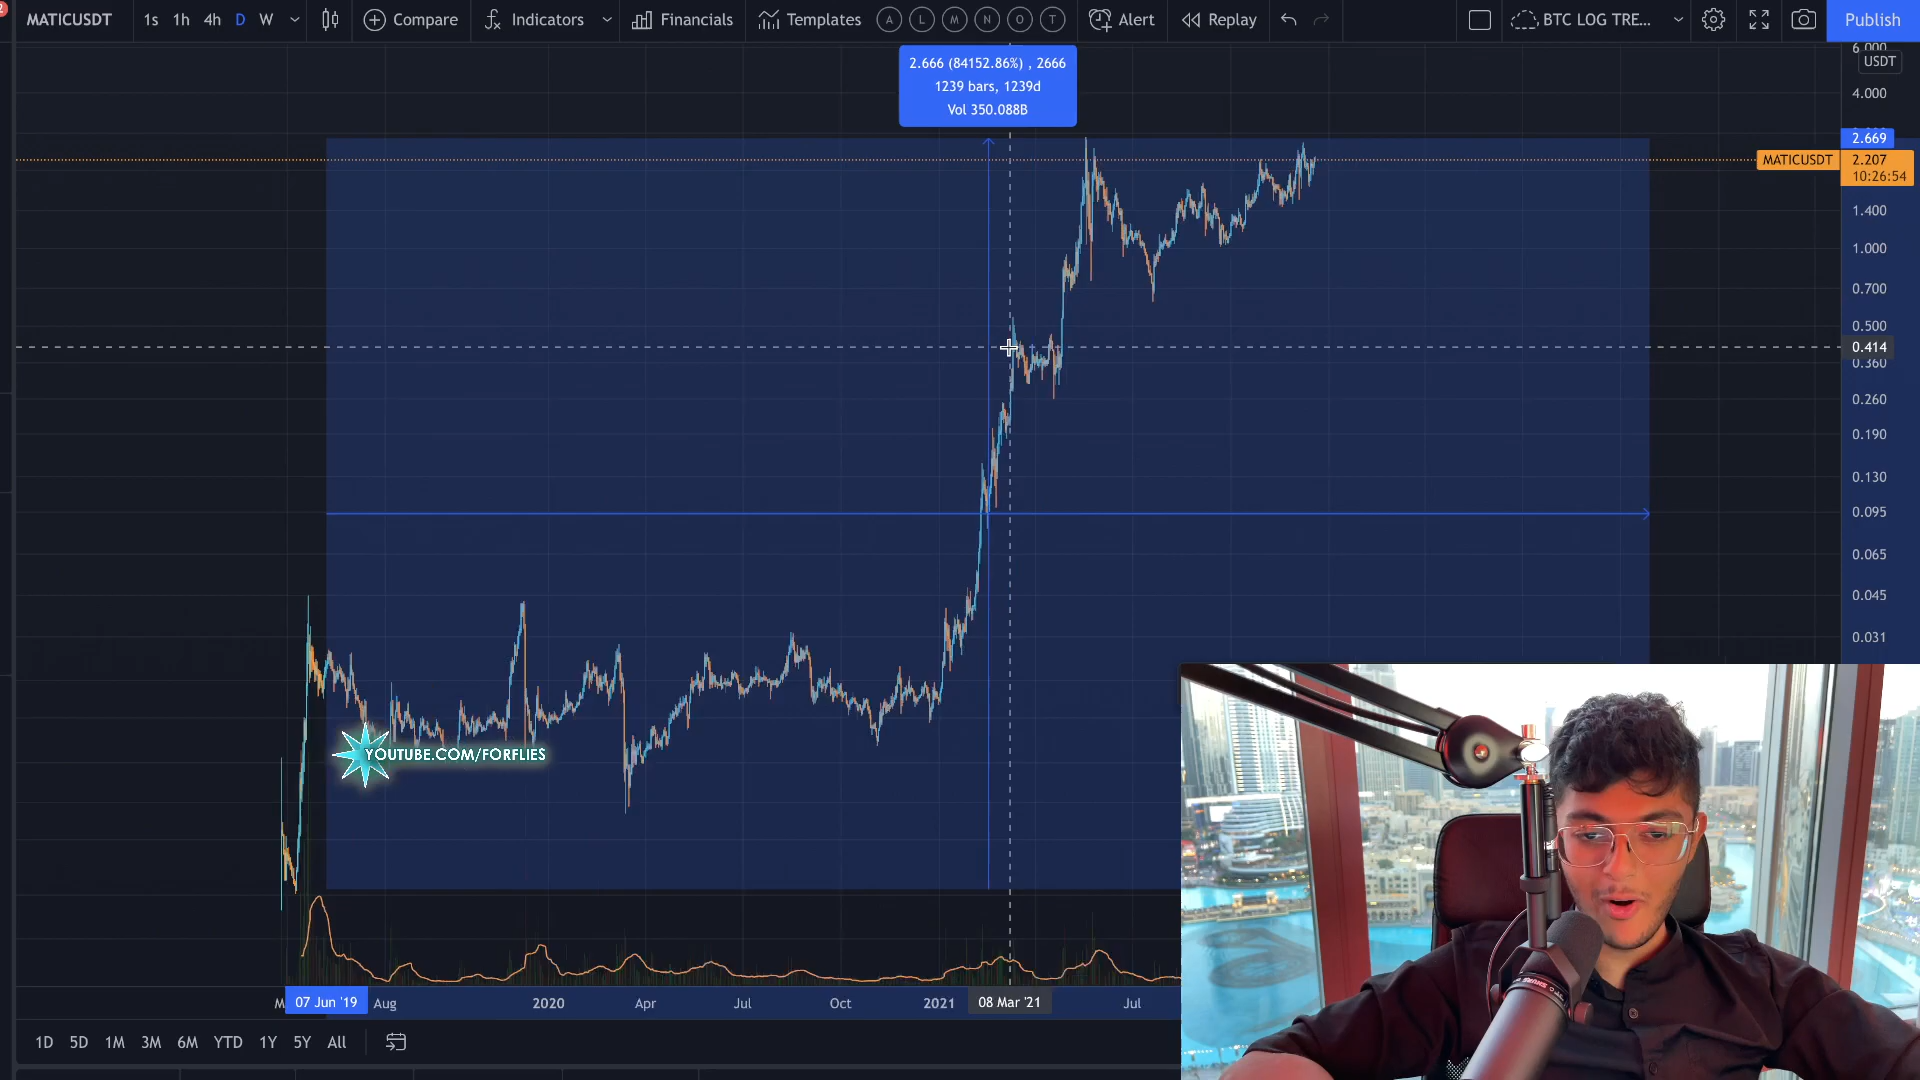 MATICUSDT 1s 1h 4h D W Compare Indicators Financials Templates A L M N O T Alert Replay BTC LOG TRE... Publish
2.666 (84152.86%) , 2666
1239 bars, 1239d
Vol 350.088B
6.000
USDT
4.000
2.669
MATICUSDT 2.207
10:26:54
1.400
1.000
0.700
0.500
0.414
0.360
0.260
0.190
0.130
0.095
0.065
0.045
0.031
YOUTUBE.COM/FORFLIES
07 Jun '19 Aug 2020 Apr Jul Oct 2021 08 Mar '21 Jul
1D 5D 1M 3M 6M YTD 1Y 5Y All